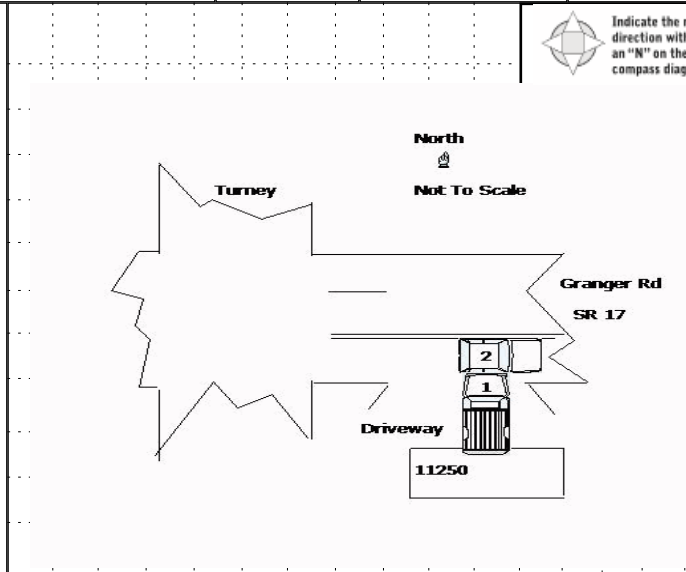 Indicate the
direction with
an “N” on the
compass
North
Turney
Not To Scale
Granger Rd
SR 17
2
1
Driveway
11250